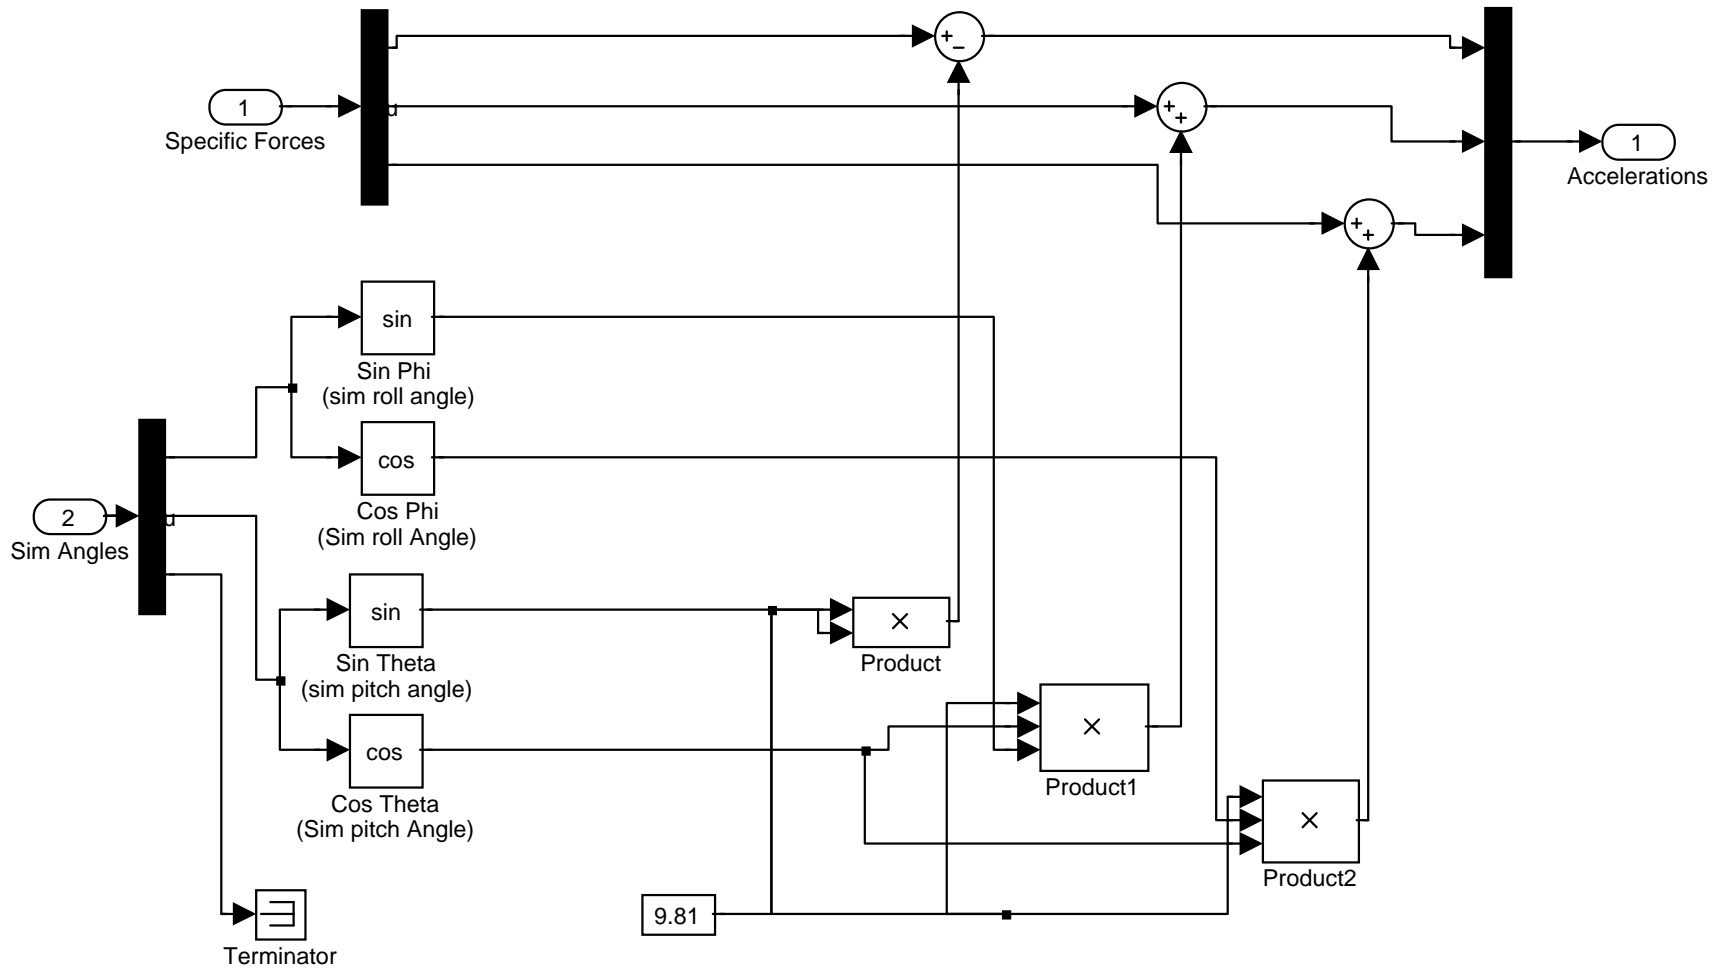 1
Specific Forces
u
+
−
+
+
+
+
1
Accelerations
sin
Sin Phi
(sim roll angle)
cos
Cos Phi
(Sim roll Angle)
2
Sim Angles
u
sin
Sin Theta
(sim pitch angle)
×
Product
cos
Cos Theta
(Sim pitch Angle)
×
Product1
×
Product2
9.81
Terminator